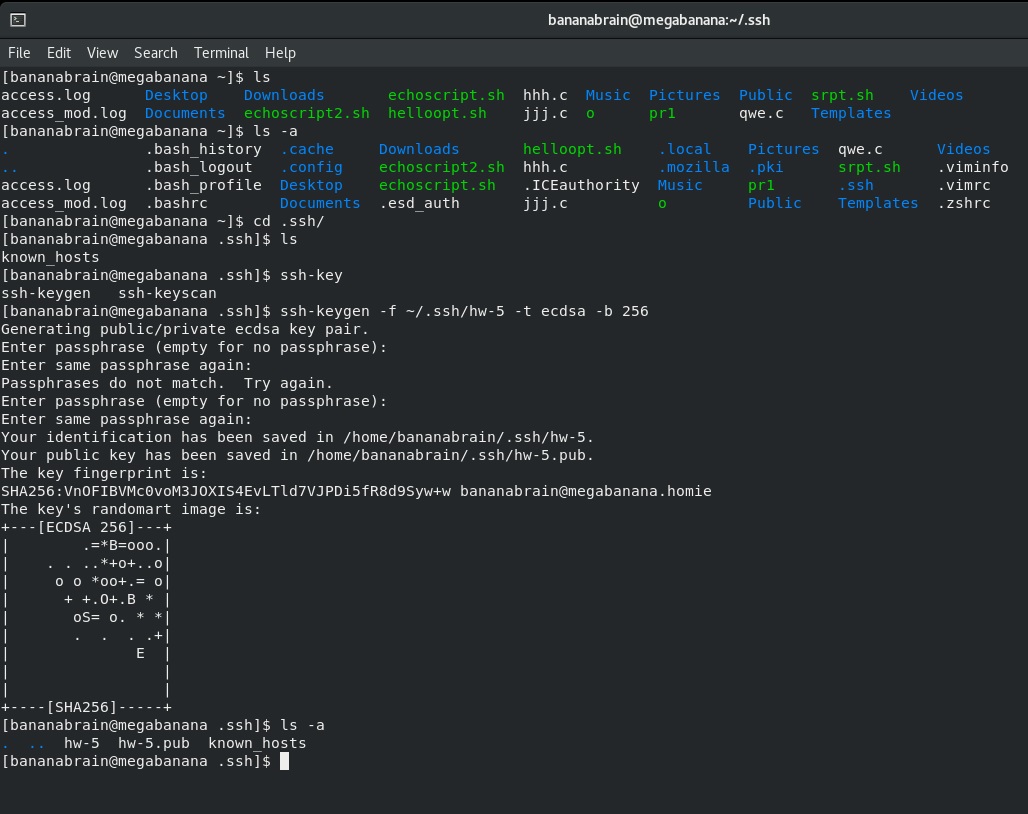 bananabrain@megabanana:~/.ssh
File Edit View Search Terminal Help
[bananabrain@megabanana ~]$ ls
access.log      Desktop    Downloads       echoscript.sh  hhh.c  Music  Pictures  Public  srpt.sh    Videos
access_mod.log  Documents  echoscript2.sh  helloopt.sh    jjj.c  o      pr1       qwe.c   Templates
[bananabrain@megabanana ~]$ ls -a
.               .bash_history  .cache     Downloads       helloopt.sh    .local    Pictures  qwe.c      Videos
..              .bash_logout   .config    echoscript2.sh  hhh.c          .mozilla  .pki      srpt.sh    .viminfo
access.log      .bash_profile  Desktop    echoscript.sh   .ICEauthority  Music     pr1       .ssh       .vimrc
access_mod.log  .bashrc        Documents  .esd_auth       jjj.c          o         Public    Templates  .zshrc
[bananabrain@megabanana ~]$ cd .ssh/
[bananabrain@megabanana .ssh]$ ls
known_hosts
[bananabrain@megabanana .ssh]$ ssh-key
ssh-keygen   ssh-keyscan
[bananabrain@megabanana .ssh]$ ssh-keygen -f ~/.ssh/hw-5 -t ecdsa -b 256
Generating public/private ecdsa key pair.
Enter passphrase (empty for no passphrase):
Enter same passphrase again:
Passphrases do not match.  Try again.
Enter passphrase (empty for no passphrase):
Enter same passphrase again:
Your identification has been saved in /home/bananabrain/.ssh/hw-5.
Your public key has been saved in /home/bananabrain/.ssh/hw-5.pub.
The key fingerprint is:
SHA256:VnOFIBVMc0voM3JOXIS4EvLTld7VJPDi5fR8d9Syw+w bananabrain@megabanana.homie
The key's randomart image is:
+---[ECDSA 256]---+
|        .=*B=ooo.|
|    . . ..*+o+..o|
|     o o *oo+.= o|
|      + +.O+.B * |
|       oS= o. * *|
|       .  .  . .+|
|              E  |
|                 |
|                 |
+----[SHA256]-----+
[bananabrain@megabanana .ssh]$ ls -a
.  ..  hw-5  hw-5.pub  known_hosts
[bananabrain@megabanana .ssh]$